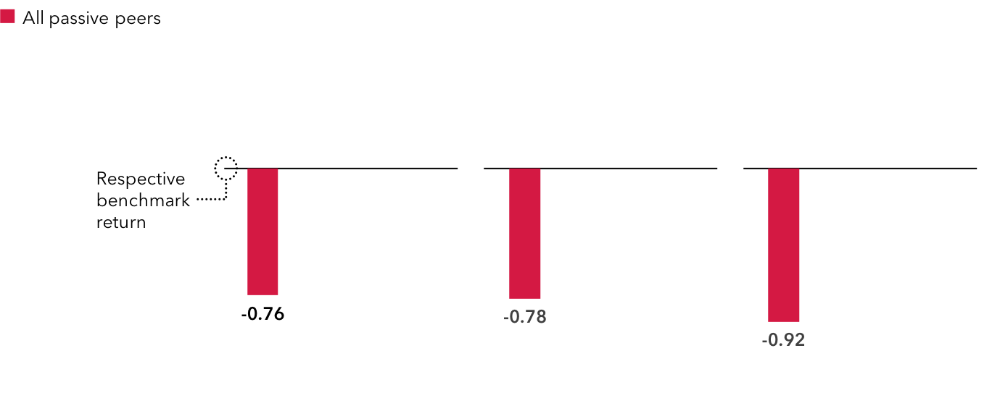 All passive peers
Respective
benchmark
return
-0.76
-0.78
-0.92